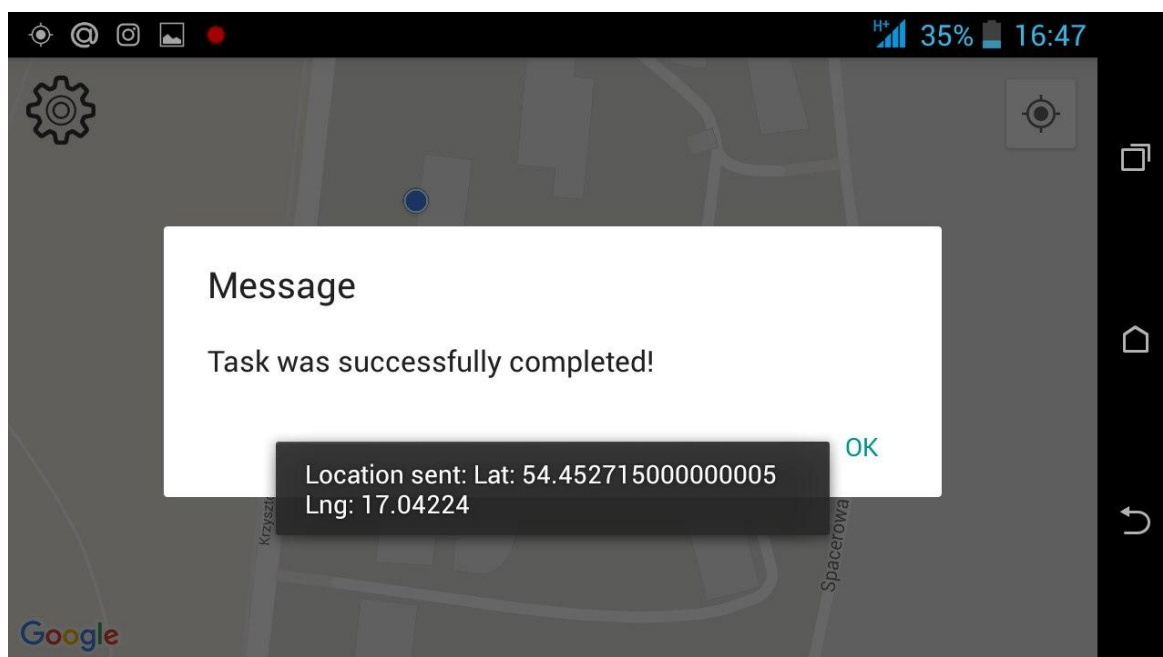 H+ 35% 16:47
Message
Task was successfully completed!
OK
Location sent: Lat: 54.452715000000005
Lng: 17.04224
Krzyszto
Spacerowa
Google